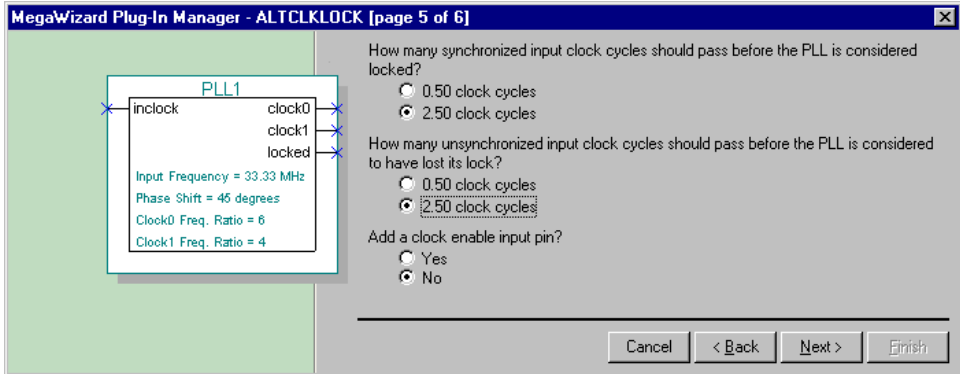 MegaWizard Plug-In Manager - ALTCLKLOCK [page 5 of 6]
PLL1
inclock
clock0
clock1
locked
Input Frequency = 33.33 MHz
Phase Shift = 45 degrees
Clock0 Freq. Ratio = 6
Clock1 Freq. Ratio = 4
How many synchronized input clock cycles should pass before the PLL is considered
locked?
0.50 clock cycles
2.50 clock cycles
How many unsynchronized input clock cycles should pass before the PLL is considered
to have lost its lock?
0.50 clock cycles
2.50 clock cycles
Add a clock enable input pin?
Yes
No
Cancel
< Back
Next >
Finish